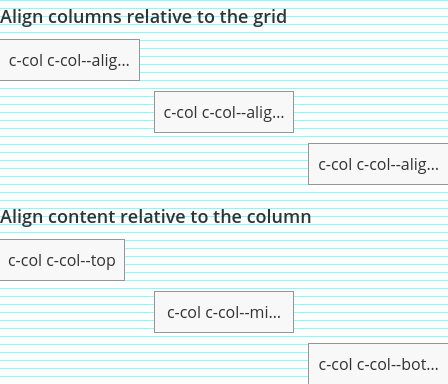 Align columns relative to the grid
c-col c-col--alig...
c-col c-col--alig...
c-col c-col--alig...
Align content relative to the column
c-col c-col--top
c-col c-col--mi...
c-col c-col--bot...